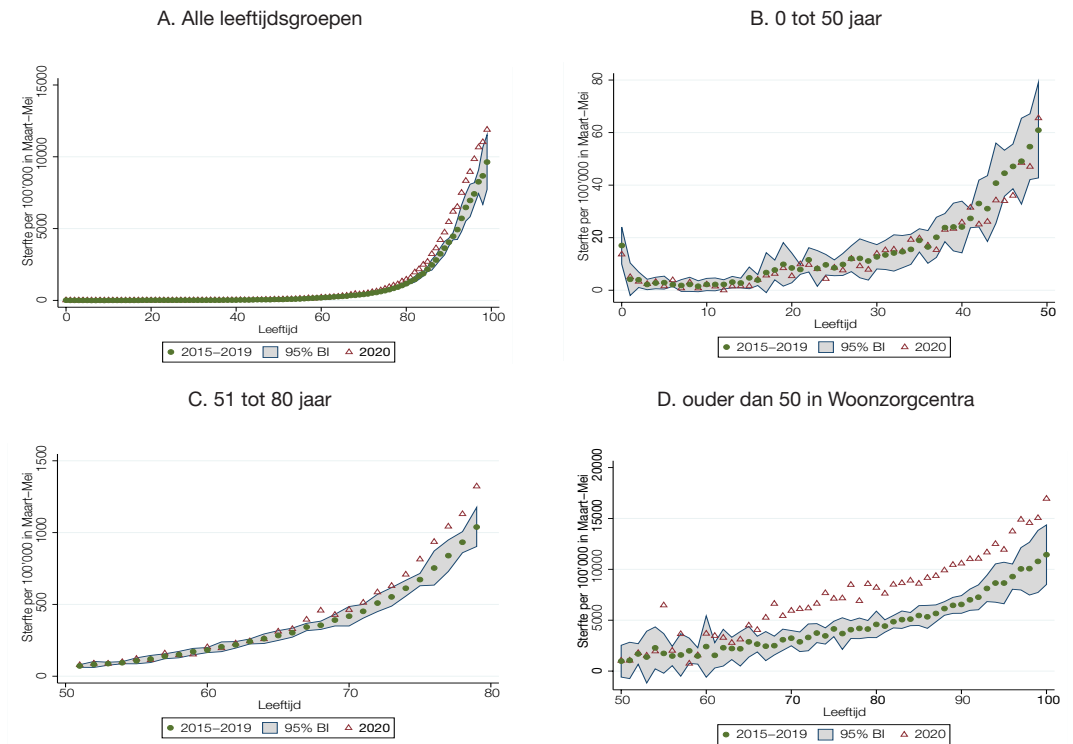 A. Alle leeftijdsgroepen
Sterfte per 100'000 in Maart-Mei
0 5000 10000 15000
0 20 40 60 80 100
Leeftijd
2015-2019 95% BI 2020
B. 0 tot 50 jaar
Sterfte per 100'000 in Maart-Mei
0 20 40 60 80
0 10 20 30 40 50
Leeftijd
2015-2019 95% BI 2020
C. 51 tot 80 jaar
Sterfte per 100'000 in Maart-Mei
0 500 1000 1500
50 60 70 80
Leeftijd
2015-2019 95% BI 2020
D. ouder dan 50 in Woonzorgcentra
Sterfte per 100'000 in Maart-Mei
0 5000 10000 15000 20000
50 60 70 80 90 100
Leeftijd
2015-2019 95% BI 2020